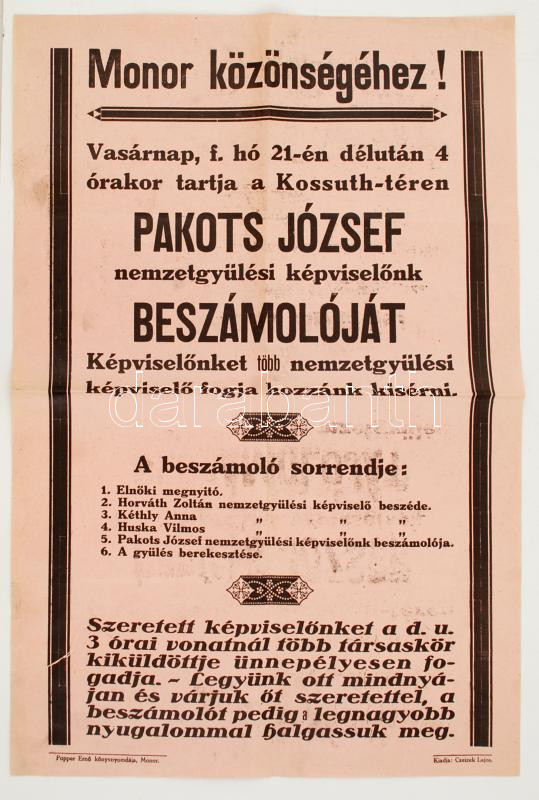 Monor közönségéhez!
Vasárnap, f. hó 21-én délután 4
órakor tartja a Kossuth-téren
PAKOTS JÓZSEF
nemzetgyülési képviselőnk
BESZÁMOLÓJÁT
Képviselőnket több nemzetgyülési
képviselő fogja hozzánk kisérni.
darabanth
A beszámoló sorrendje:
1. Elnöki megnyitó.
2. Horváth Zoltán nemzetgyülési képviselő beszéde.
3. Kéthly Anna „ „ „
4. Huska Vilmos „ „ „
5. Pakots József nemzetgyülési képviselőnk beszámolója.
6. A gyülés berekesztése.
Szeretett képviselőnket a d. u.
3 órai vonatnál több társaskör
kiküldöttje ünnepélyesen fo-
gadja. - Legyünk ott mindnyá-
jan és várjuk őt szeretettel, a
beszámolót pedig a legnagyobb
nyugalommal halgassuk meg.
Popper Ernő könyvnyomdája, Monor.
Kiadja: Czeizek Lajos.